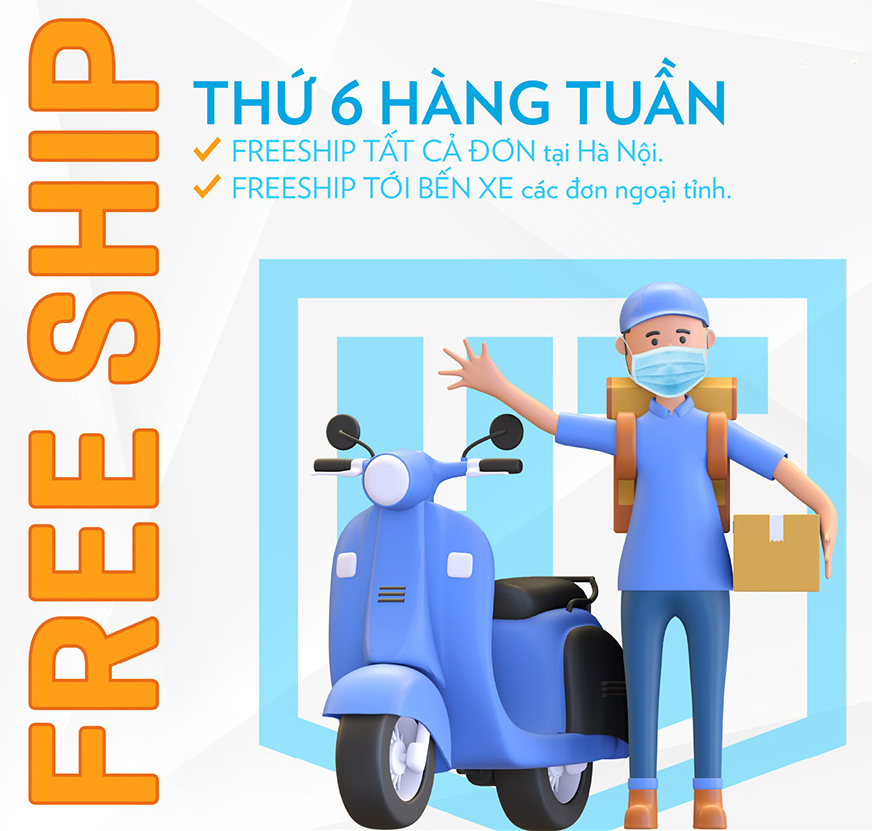 FREE SHIP
THỨ 6 HÀNG TUẦN
FREESHIP TẤT CẢ ĐƠN tại Hà Nội.
FREESHIP TỚI BẾN XE các đơn ngoại tỉnh.